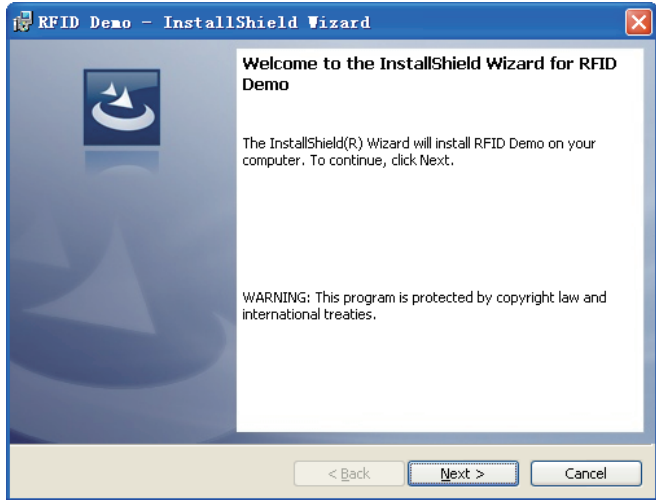 RFID Demo - InstallShield Wizard
Welcome to the InstallShield Wizard for RFID
Demo
The InstallShield(R) Wizard will install RFID Demo on your
computer. To continue, click Next.
WARNING: This program is protected by copyright law and
international treaties.
< Back
Next >
Cancel